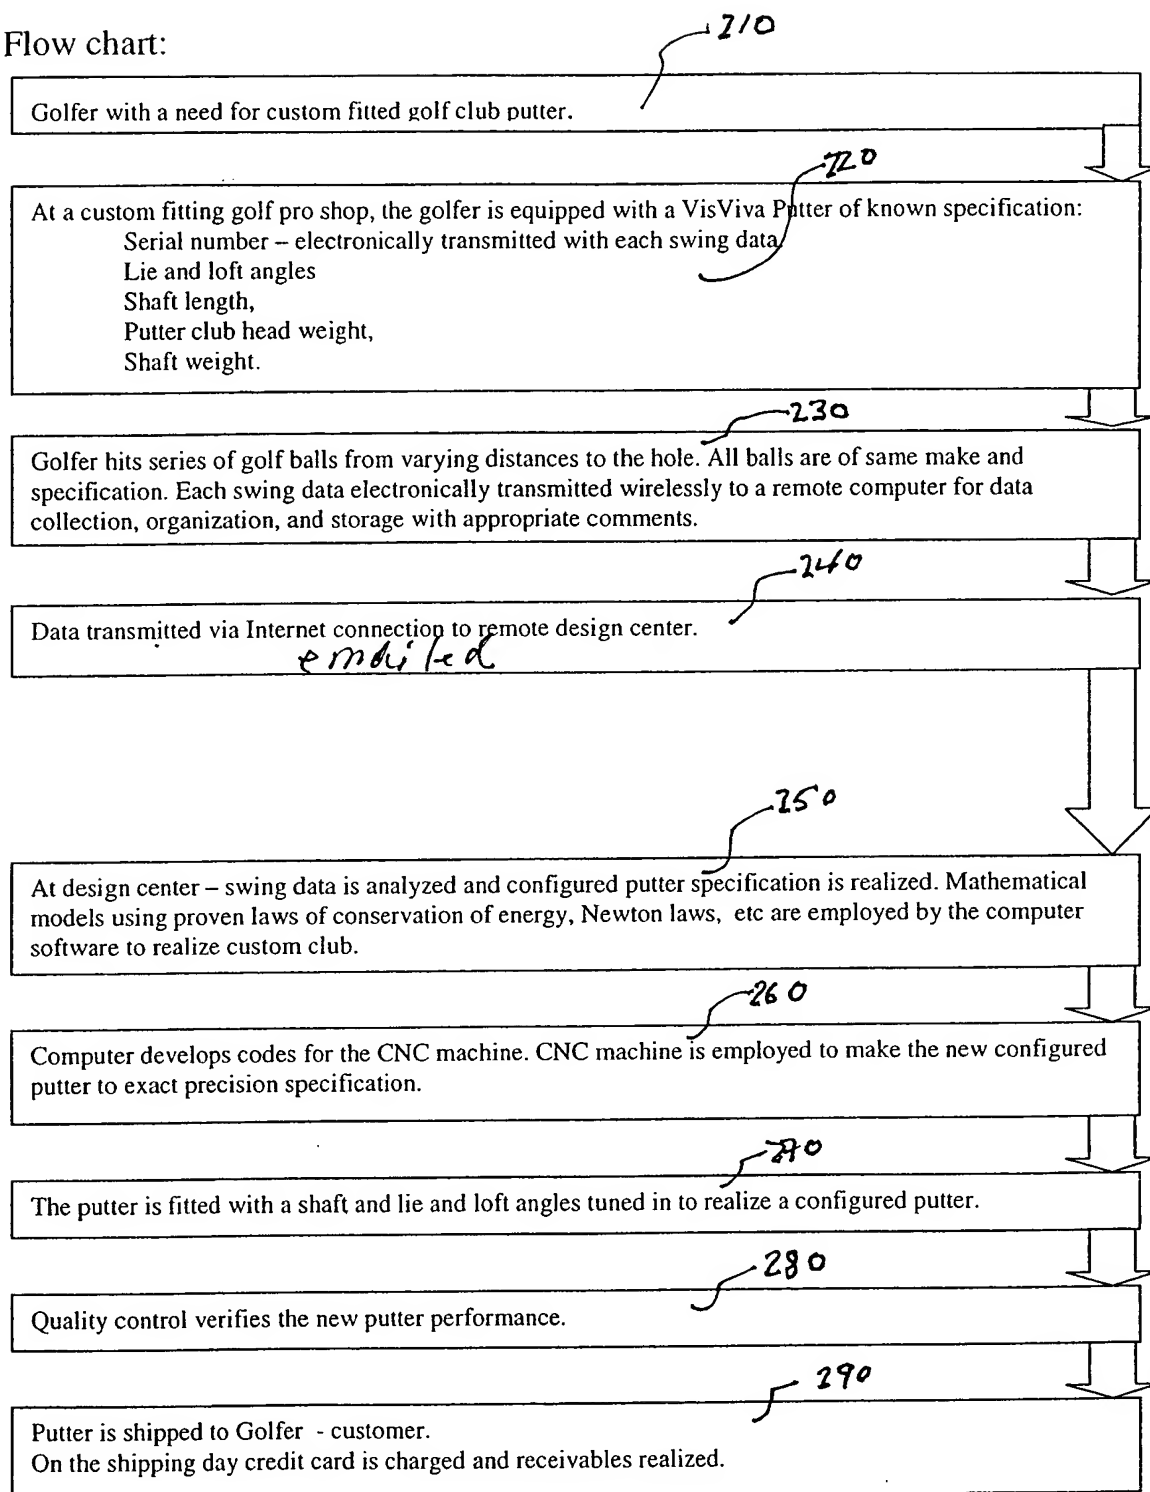 210
Flow chart:
Golfer with a need for custom fitted golf club putter.
220
At a custom fitting golf pro shop, the golfer is equipped with a VisViva Putter of known specification:
Serial number – electronically transmitted with each swing data
Lie and loft angles
Shaft length,
Putter club head weight,
Shaft weight.
230
Golfer hits series of golf balls from varying distances to the hole. All balls are of same make and
specification. Each swing data electronically transmitted wirelessly to a remote computer for data
collection, organization, and storage with appropriate comments.
240
Data transmitted via Internet connection to remote design center.
emailed
250
At design center – swing data is analyzed and configured putter specification is realized. Mathematical
models using proven laws of conservation of energy, Newton laws, etc are employed by the computer
software to realize custom club.
260
Computer develops codes for the CNC machine. CNC machine is employed to make the new configured
putter to exact precision specification.
270
The putter is fitted with a shaft and lie and loft angles tuned in to realize a configured putter.
280
Quality control verifies the new putter performance.
290
Putter is shipped to Golfer - customer.
On the shipping day credit card is charged and receivables realized.